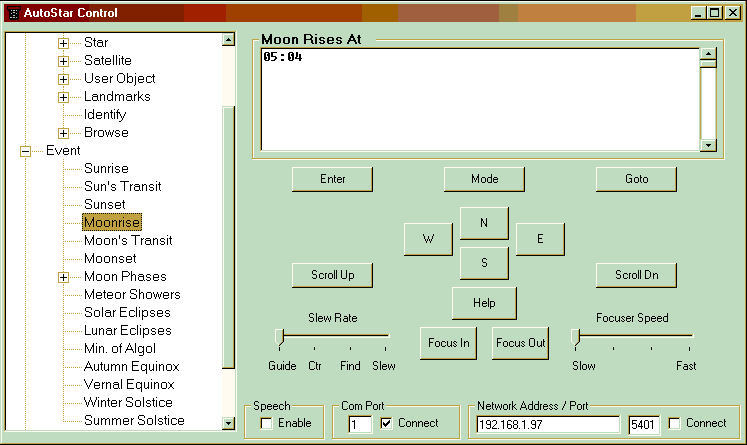 AutoStar Control
Star
Satellite
User Object
Landmarks
Identify
Browse
Event
Sunrise
Sun's Transit
Sunset
Moonrise
Moon's Transit
Moonset
Moon Phases
Meteor Showers
Solar Eclipses
Lunar Eclipses
Min. of Algol
Autumn Equinox
Vernal Equinox
Winter Solstice
Summer Solstice
Moon Rises At
05:04
Enter Mode Goto
N
W E
S
Scroll Up Scroll Dn
Help
Slew Rate Focuser Speed
Focus In Focus Out
Guide Ctr Find Slew Slow Fast
Speech Com Port Network Address / Port
Enable 1 Connect 192.168.1.97 5401 Connect